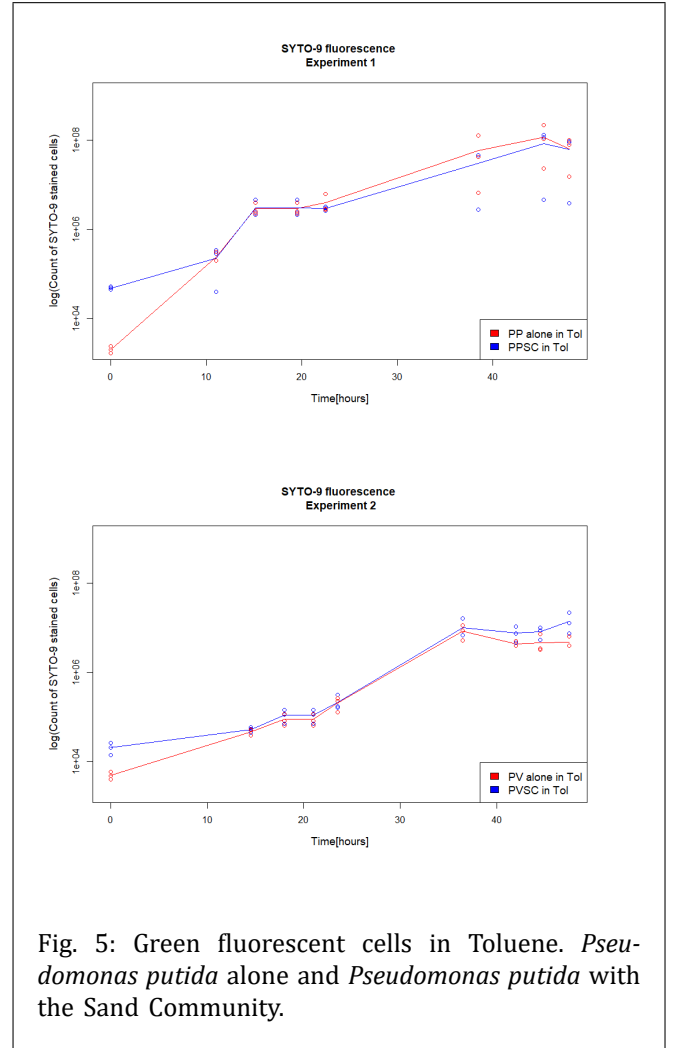 SYTO-9 fluorescence
Experiment 1
log(Count of SYTO-9 stained cells)
1e+08
1e+06
1e+04
PP alone in Tol
PPSC in Tol
0 10 20 30 40
Time[hours]
SYTO-9 fluorescence
Experiment 2
log(Count of SYTO-9 stained cells)
1e+08
1e+06
1e+04
PV alone in Tol
PVSC in Tol
0 10 20 30 40
Time[hours]
Fig. 5: Green fluorescent cells in Toluene. Pseu-
domonas putida alone and Pseudomonas putida with
the Sand Community.